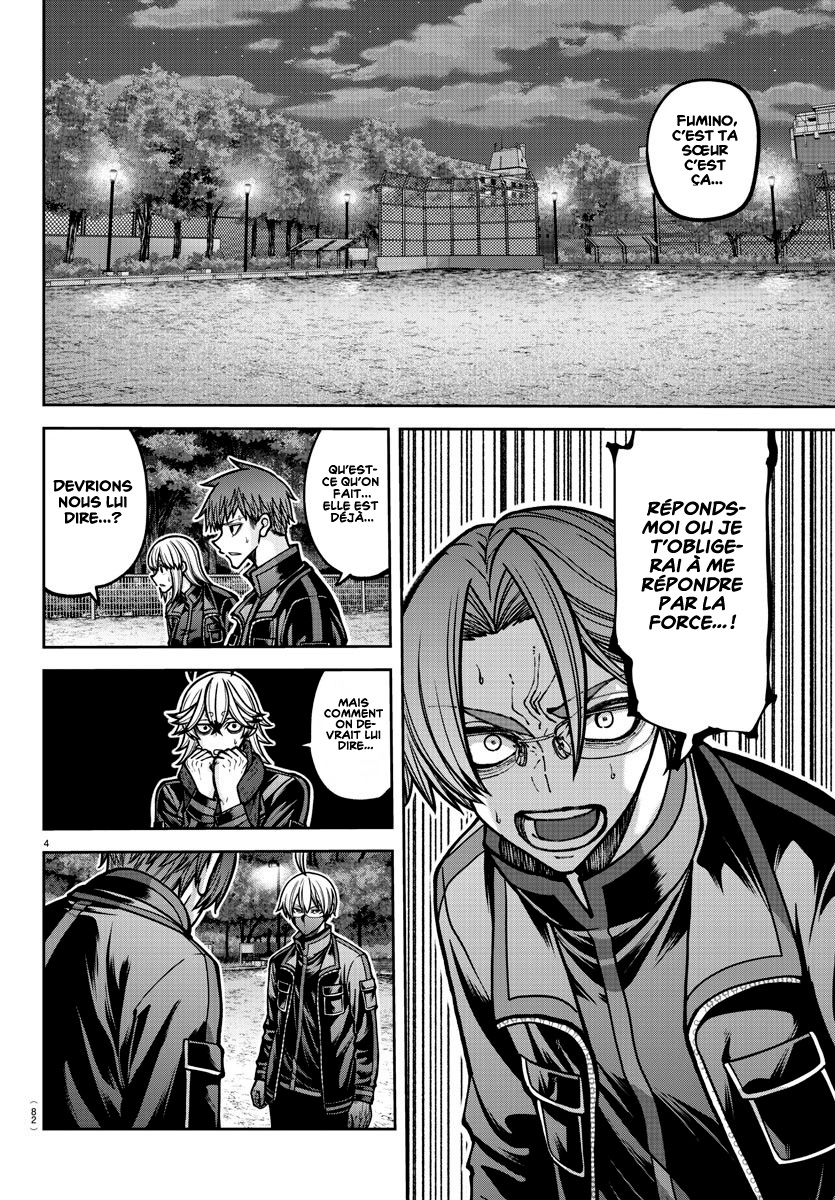 FUMINO,
C'EST TA
SŒUR
C'EST
ÇA...
RÉPONDS-
MOI OU JE
T'OBLIGE-
RAI À ME
RÉPONDRE
PAR LA
FORCE...!
QU'EST-
CE QU'ON
FAIT...
ELLE EST
DÉJÀ...
DEVRIONS
NOUS LUI
DIRE...?
MAIS
COMMENT
ON DE-
VRAIT LUI
DIRE...
4
(82)